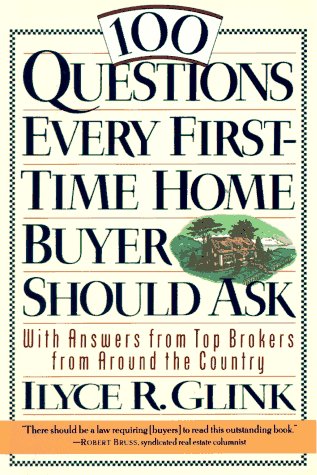 100
QUESTIONS
EVERY FIRST-
TIME HOME
BUYER
SHOULD ASK
With Answers from Top Brokers
from Around the Country
ILYCE R. GLINK
"There should be a law requiring [buyers] to read this outstanding book."
—ROBERT BRUSS, syndicated real estate columnist